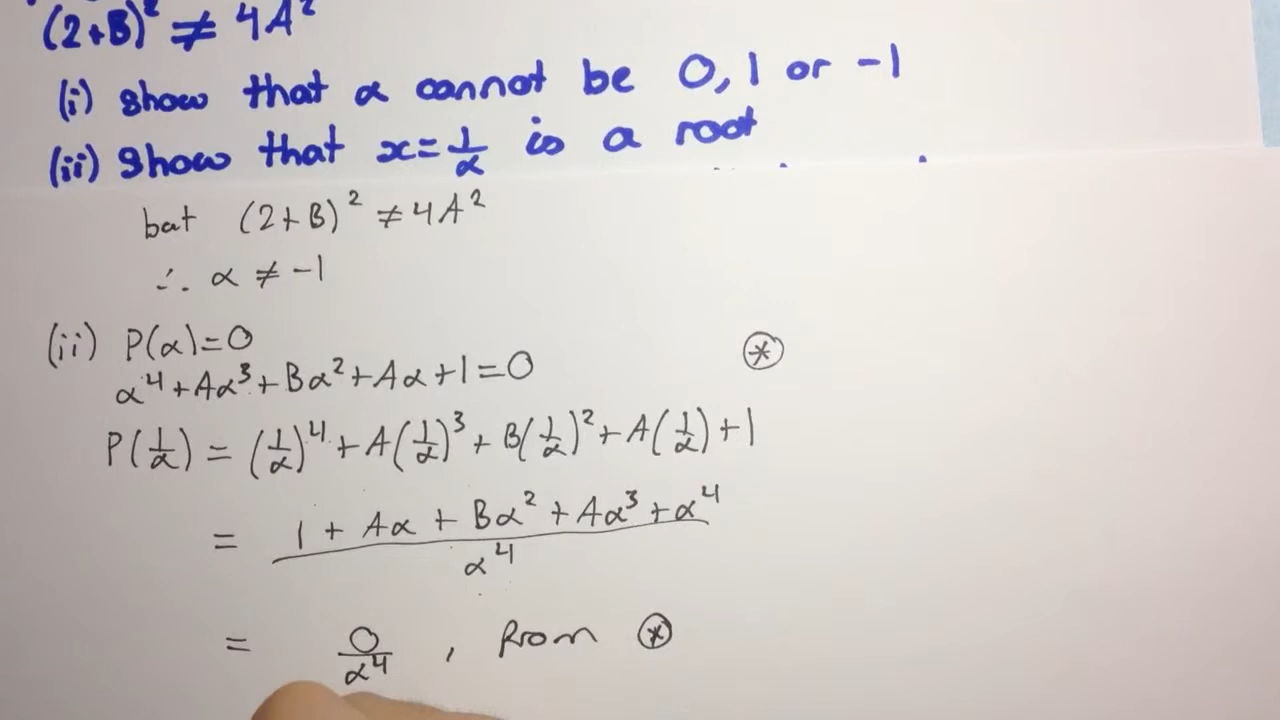 (2+B)² ≠ 4A²
(i) show that α cannot be 0, 1 or -1
(ii) Show that x = 1/α is a root
but (2+B)² ≠ 4A²
∴ α ≠ -1
(ii) P(α)=0
α⁴+Aα³+Bα²+Aα+1=0 ⊛
P(1/α) = (1/α)⁴ + A(1/α)³ + B(1/α)² + A(1/α) + 1
= (1 + Aα + Bα² + Aα³ + α⁴)/α⁴
= 0/α⁴ , from ⊛